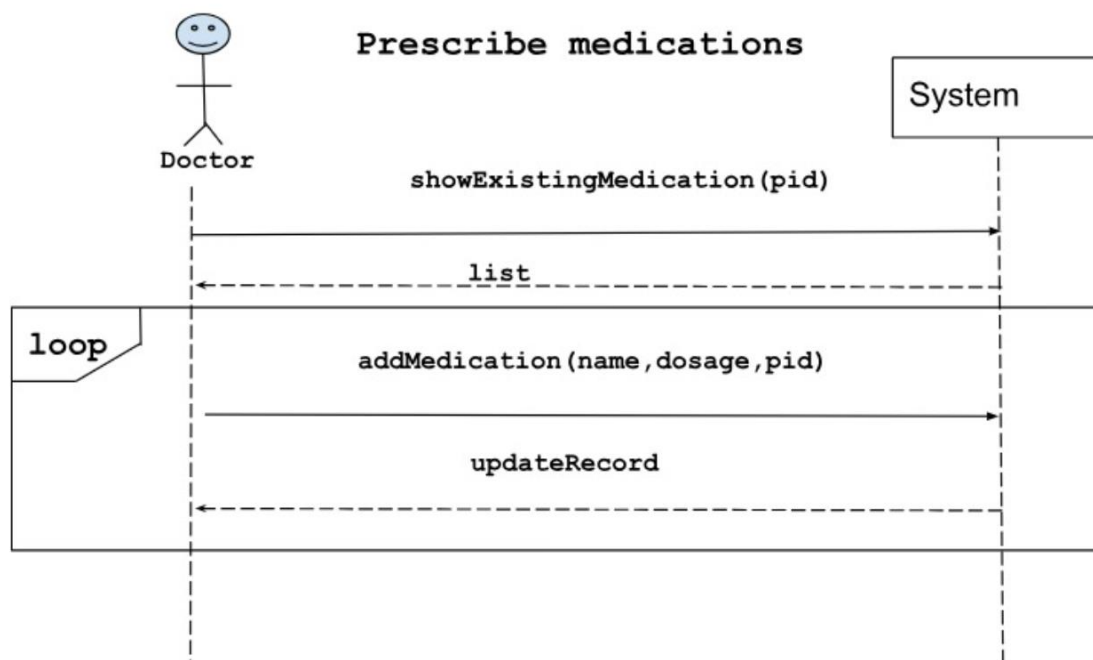 Prescribe medications
System
Doctor
showExistingMedication(pid)
list
loop
addMedication(name,dosage,pid)
updateRecord